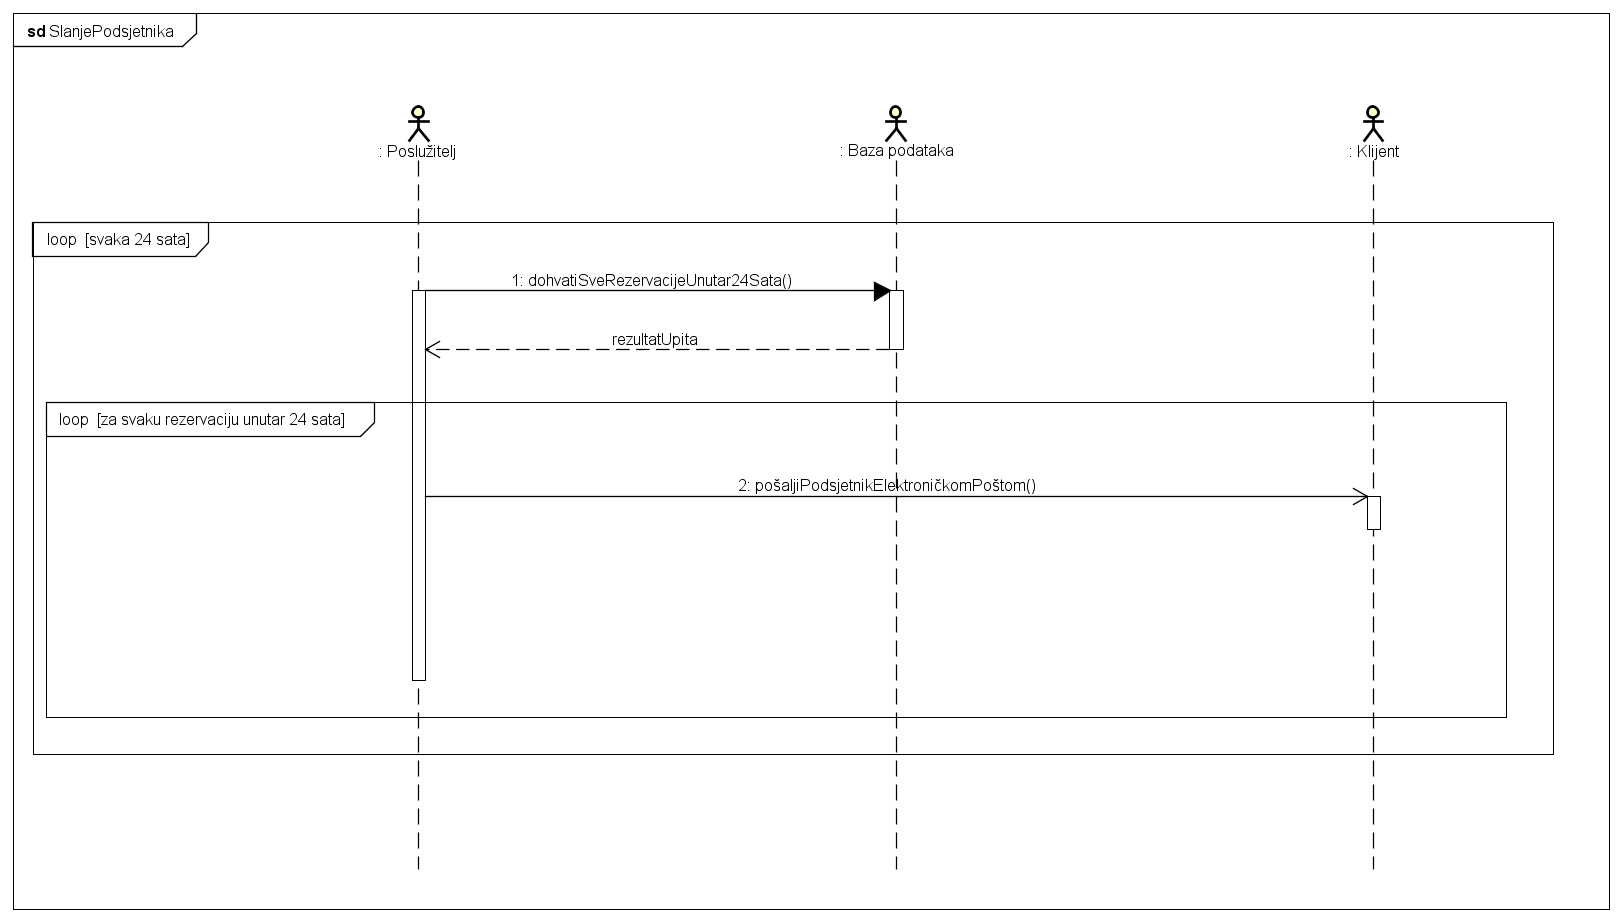 sd SlanjePodsjetnika
: Poslužitelj
: Baza podataka
: Klijent
loop [svaka 24 sata]
1: dohvatiSveRezervacijeUnutar24Sata()
rezultatUpita
loop [za svaku rezervaciju unutar 24 sata]
2: pošaljiPodsjetnikElektroničkomPoštom()